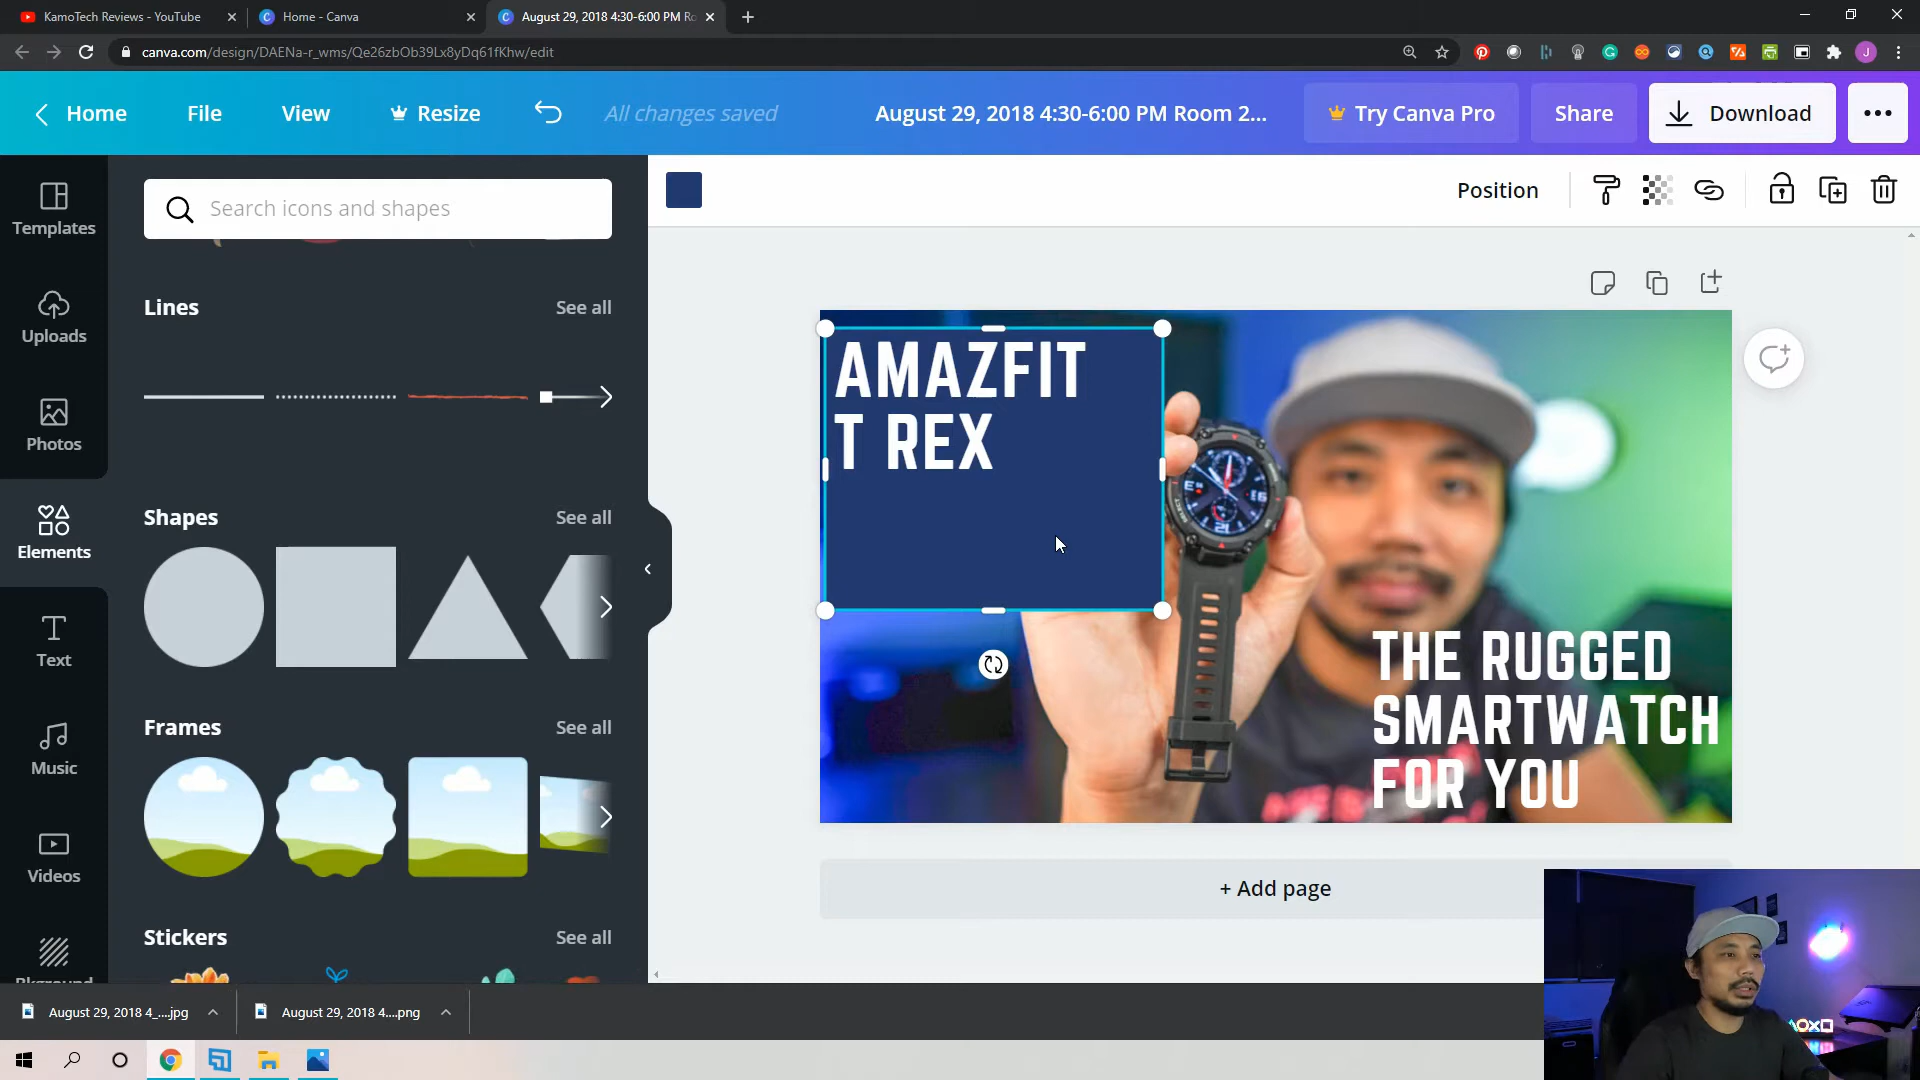 KamoTech Reviews - YouTube
Home - Canva
August 29, 2018 4:30-6:00 PM Ro
canva.com/design/DAENa-r_wms/Qe26zbOb39Lx8yDq61fKhw/edit
Home
File
View
Resize
All changes saved
August 29, 2018 4:30-6:00 PM Room 2...
Try Canva Pro
Share
Download
Templates
Uploads
Photos
Elements
Text
Music
Videos
Search icons and shapes
Lines
See all
Shapes
See all
Frames
See all
Stickers
See all
Position
AMAZFIT
T REX
THE RUGGED
SMARTWATCH
FOR YOU
+ Add page
August 29, 2018 4_....jpg
August 29, 2018 4....png